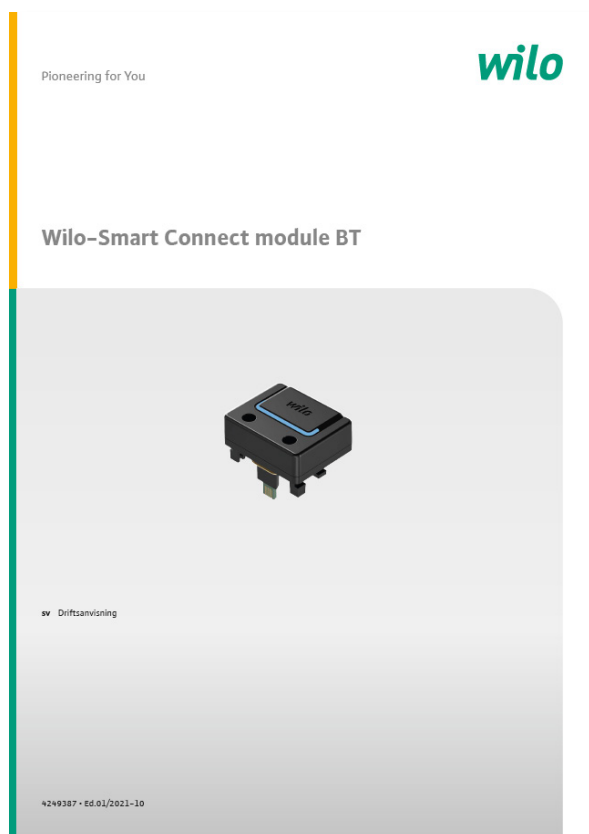 Pioneering for You
wilo
Wilo-Smart Connect module BT
wilo
sv Driftsanvisning
4249387 • Ed.01/2021-10